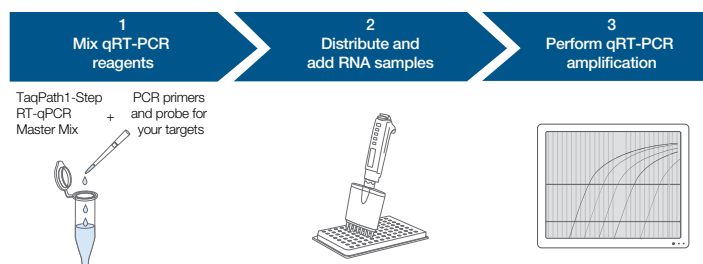 1
Mix qRT-PCR
reagents
2
Distribute and
add RNA samples
3
Perform qRT-PCR
amplification
TaqPath1-Step
RT-qPCR
Master Mix
+
PCR primers
and probe for
your targets